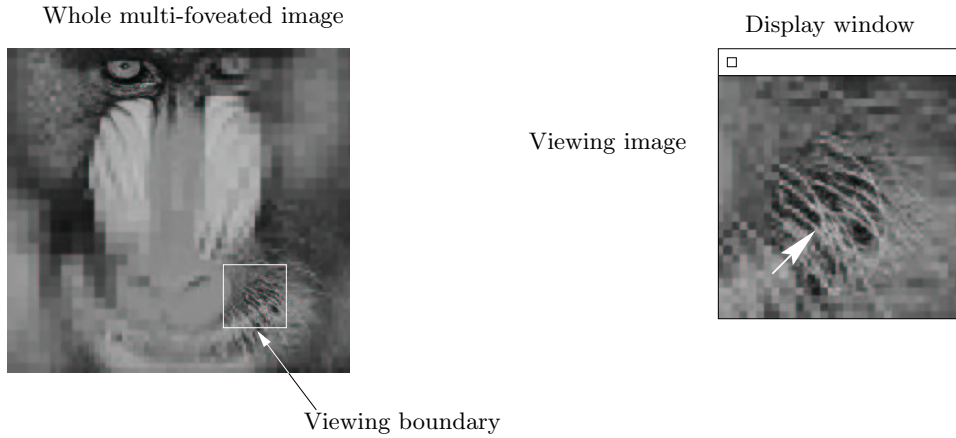 Whole multi-foveated image
Display window
Viewing image
Viewing boundary